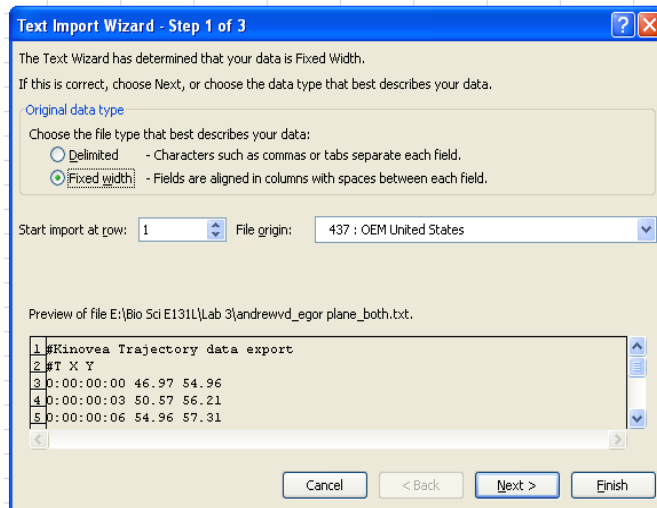 Text Import Wizard - Step 1 of 3
The Text Wizard has determined that your data is Fixed Width.
If this is correct, choose Next, or choose the data type that best describes your data.
Original data type
Choose the file type that best describes your data:
Delimited - Characters such as commas or tabs separate each field.
Fixed width - Fields are aligned in columns with spaces between each field.
Start import at row: 1 File origin: 437 : OEM United States
Preview of file E:\Bio Sci E131L\Lab 3\andrewvd_egor plane_both.txt.
1 #Kinovea Trajectory data export
2 #T X Y
3 0:00:00:00 46.97 54.96
4 0:00:00:03 50.57 56.21
5 0:00:00:06 54.96 57.31
Cancel < Back Next > Finish